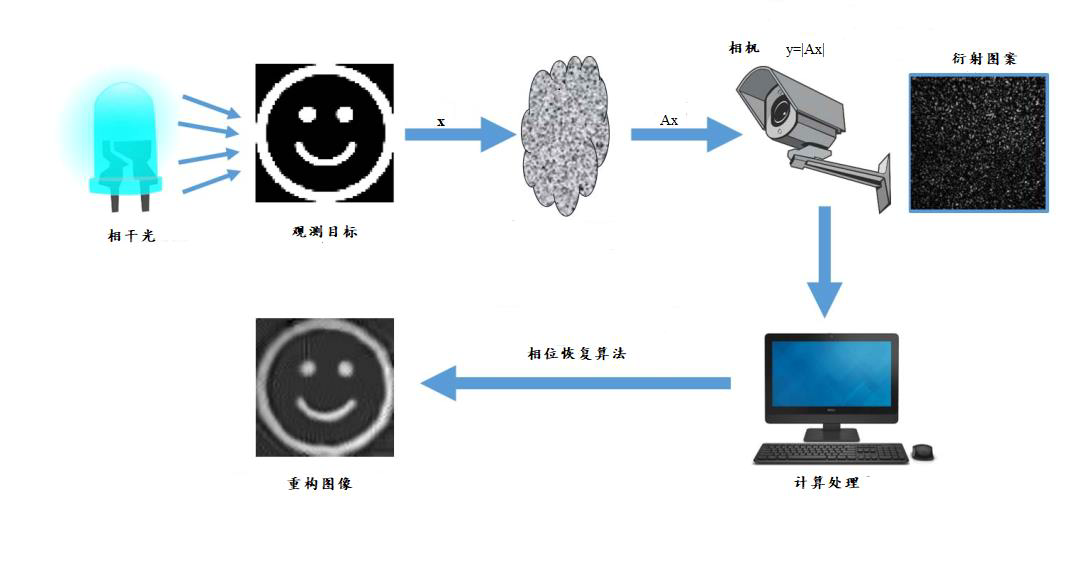 相机 y=|Ax|
衍射图案
x
Ax
相干光
观测目标
相位恢复算法
重构图像
计算处理